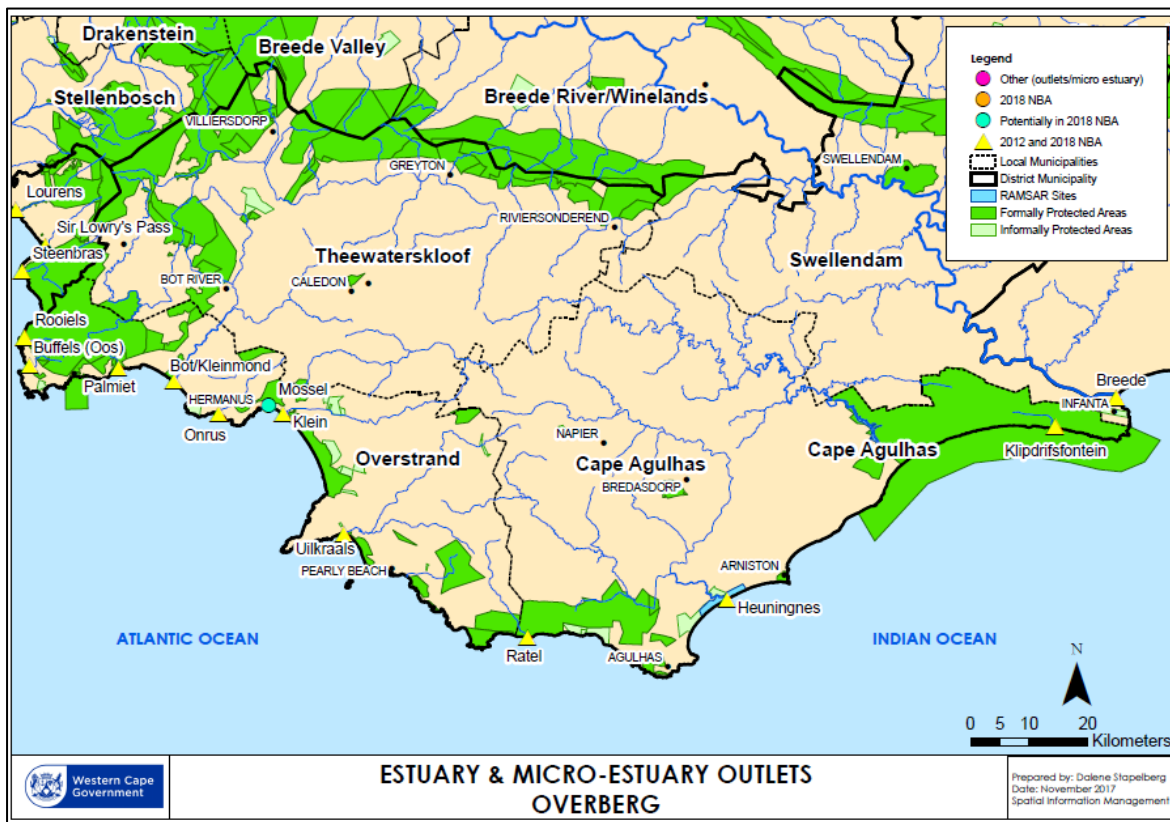 Drakenstein
Breede Valley
Stellenbosch
VILLIERSDORP
Breede River/Winelands
GREYTON
SWELLENDAM
Lourens
Sir Lowry's Pass
Steenbras
RIVIERSONDEREND
Theewaterskloof
Swellendam
BOT RIVER
CALEDON
Rooiels
Buffels (Oos)
Palmiet
Bot/Kleinmond
HERMANUS
Mossel
Onrus
Klein
Breede
INFANTA
Klipdrifsfontein
NAPIER
Overstrand
Cape Agulhas
Cape Agulhas
BREDASDORP
Uilkraals
PEARLY BEACH
ARNISTON
Heuningnes
Ratel
AGULHAS
ATLANTIC OCEAN
INDIAN OCEAN
Legend
Other (outlets/micro estuary)
2018 NBA
Potentially in 2018 NBA
2012 and 2018 NBA
Local Municipalities
District Municipality
RAMSAR Sites
Formally Protected Areas
Informally Protected Areas
N
0 5 10 20
Kilometers
Western Cape
Government
ESTUARY & MICRO-ESTUARY OUTLETS
OVERBERG
Prepared by: Dalene Stapelberg
Date: November 2017
Spatial Information Management